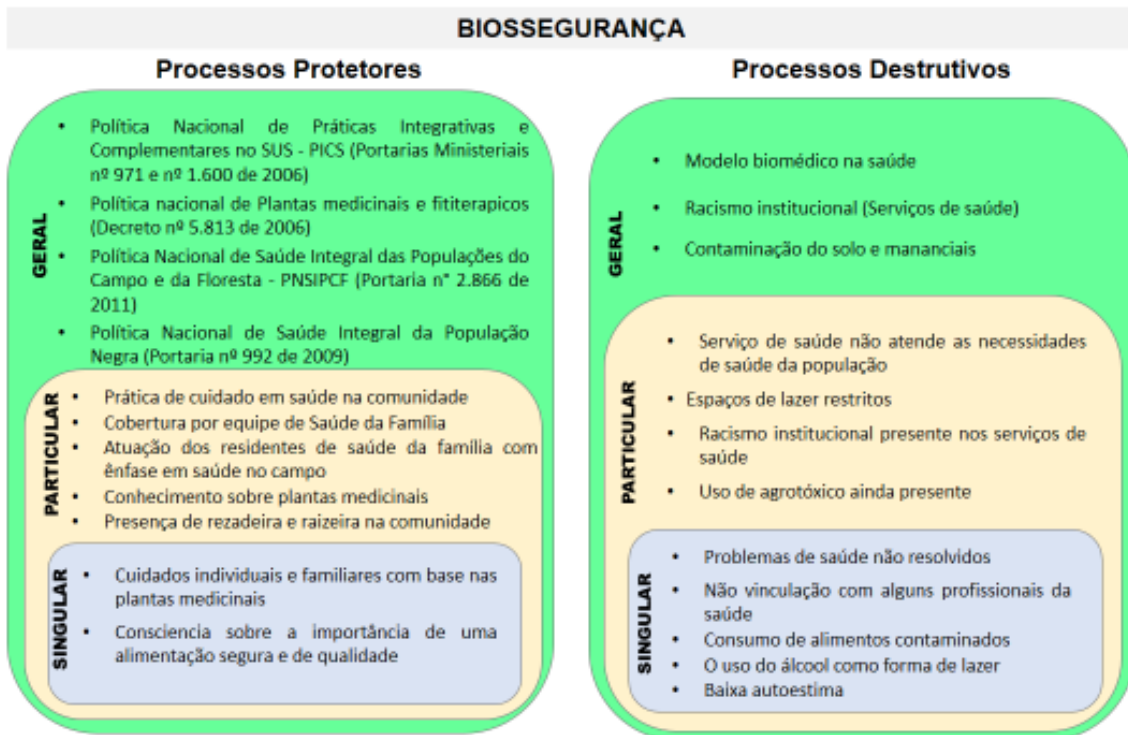 BIOSSEGURANÇA
Processos Protetores
GERAL
• Política Nacional de Práticas Integrativas e
Complementares no SUS - PICS (Portarias Ministeriais
nº 971 e nº 1.600 de 2006)
• Política nacional de Plantas medicinais e fititerapicos
(Decreto nº 5.813 de 2006)
• Política Nacional de Saúde Integral das Populações do
Campo e da Floresta - PNSIPCF (Portaria n° 2.866 de
2011)
• Política Nacional de Saúde Integral da População
Negra (Portaria nº 992 de 2009)
PARTICULAR
• Prática de cuidado em saúde na comunidade
• Cobertura por equipe de Saúde da Família
• Atuação dos residentes de saúde da família com
ênfase em saúde no campo
• Conhecimento sobre plantas medicinais
• Presença de rezadeira e raizeira na comunidade
SINGULAR
• Cuidados individuais e familiares com base nas
plantas medicinais
• Consciencia sobre a importância de uma
alimentação segura e de qualidade
Processos Destrutivos
GERAL
• Modelo biomédico na saúde
• Racismo institucional (Serviços de saúde)
• Contaminação do solo e mananciais
PARTICULAR
• Serviço de saúde não atende as necessidades
de saúde da população
• Espaços de lazer restritos
• Racismo institucional presente nos serviços de
saúde
• Uso de agrotóxico ainda presente
SINGULAR
• Problemas de saúde não resolvidos
• Não vinculação com alguns profissionais da
saúde
• Consumo de alimentos contaminados
• O uso do álcool como forma de lazer
• Baixa autoestima